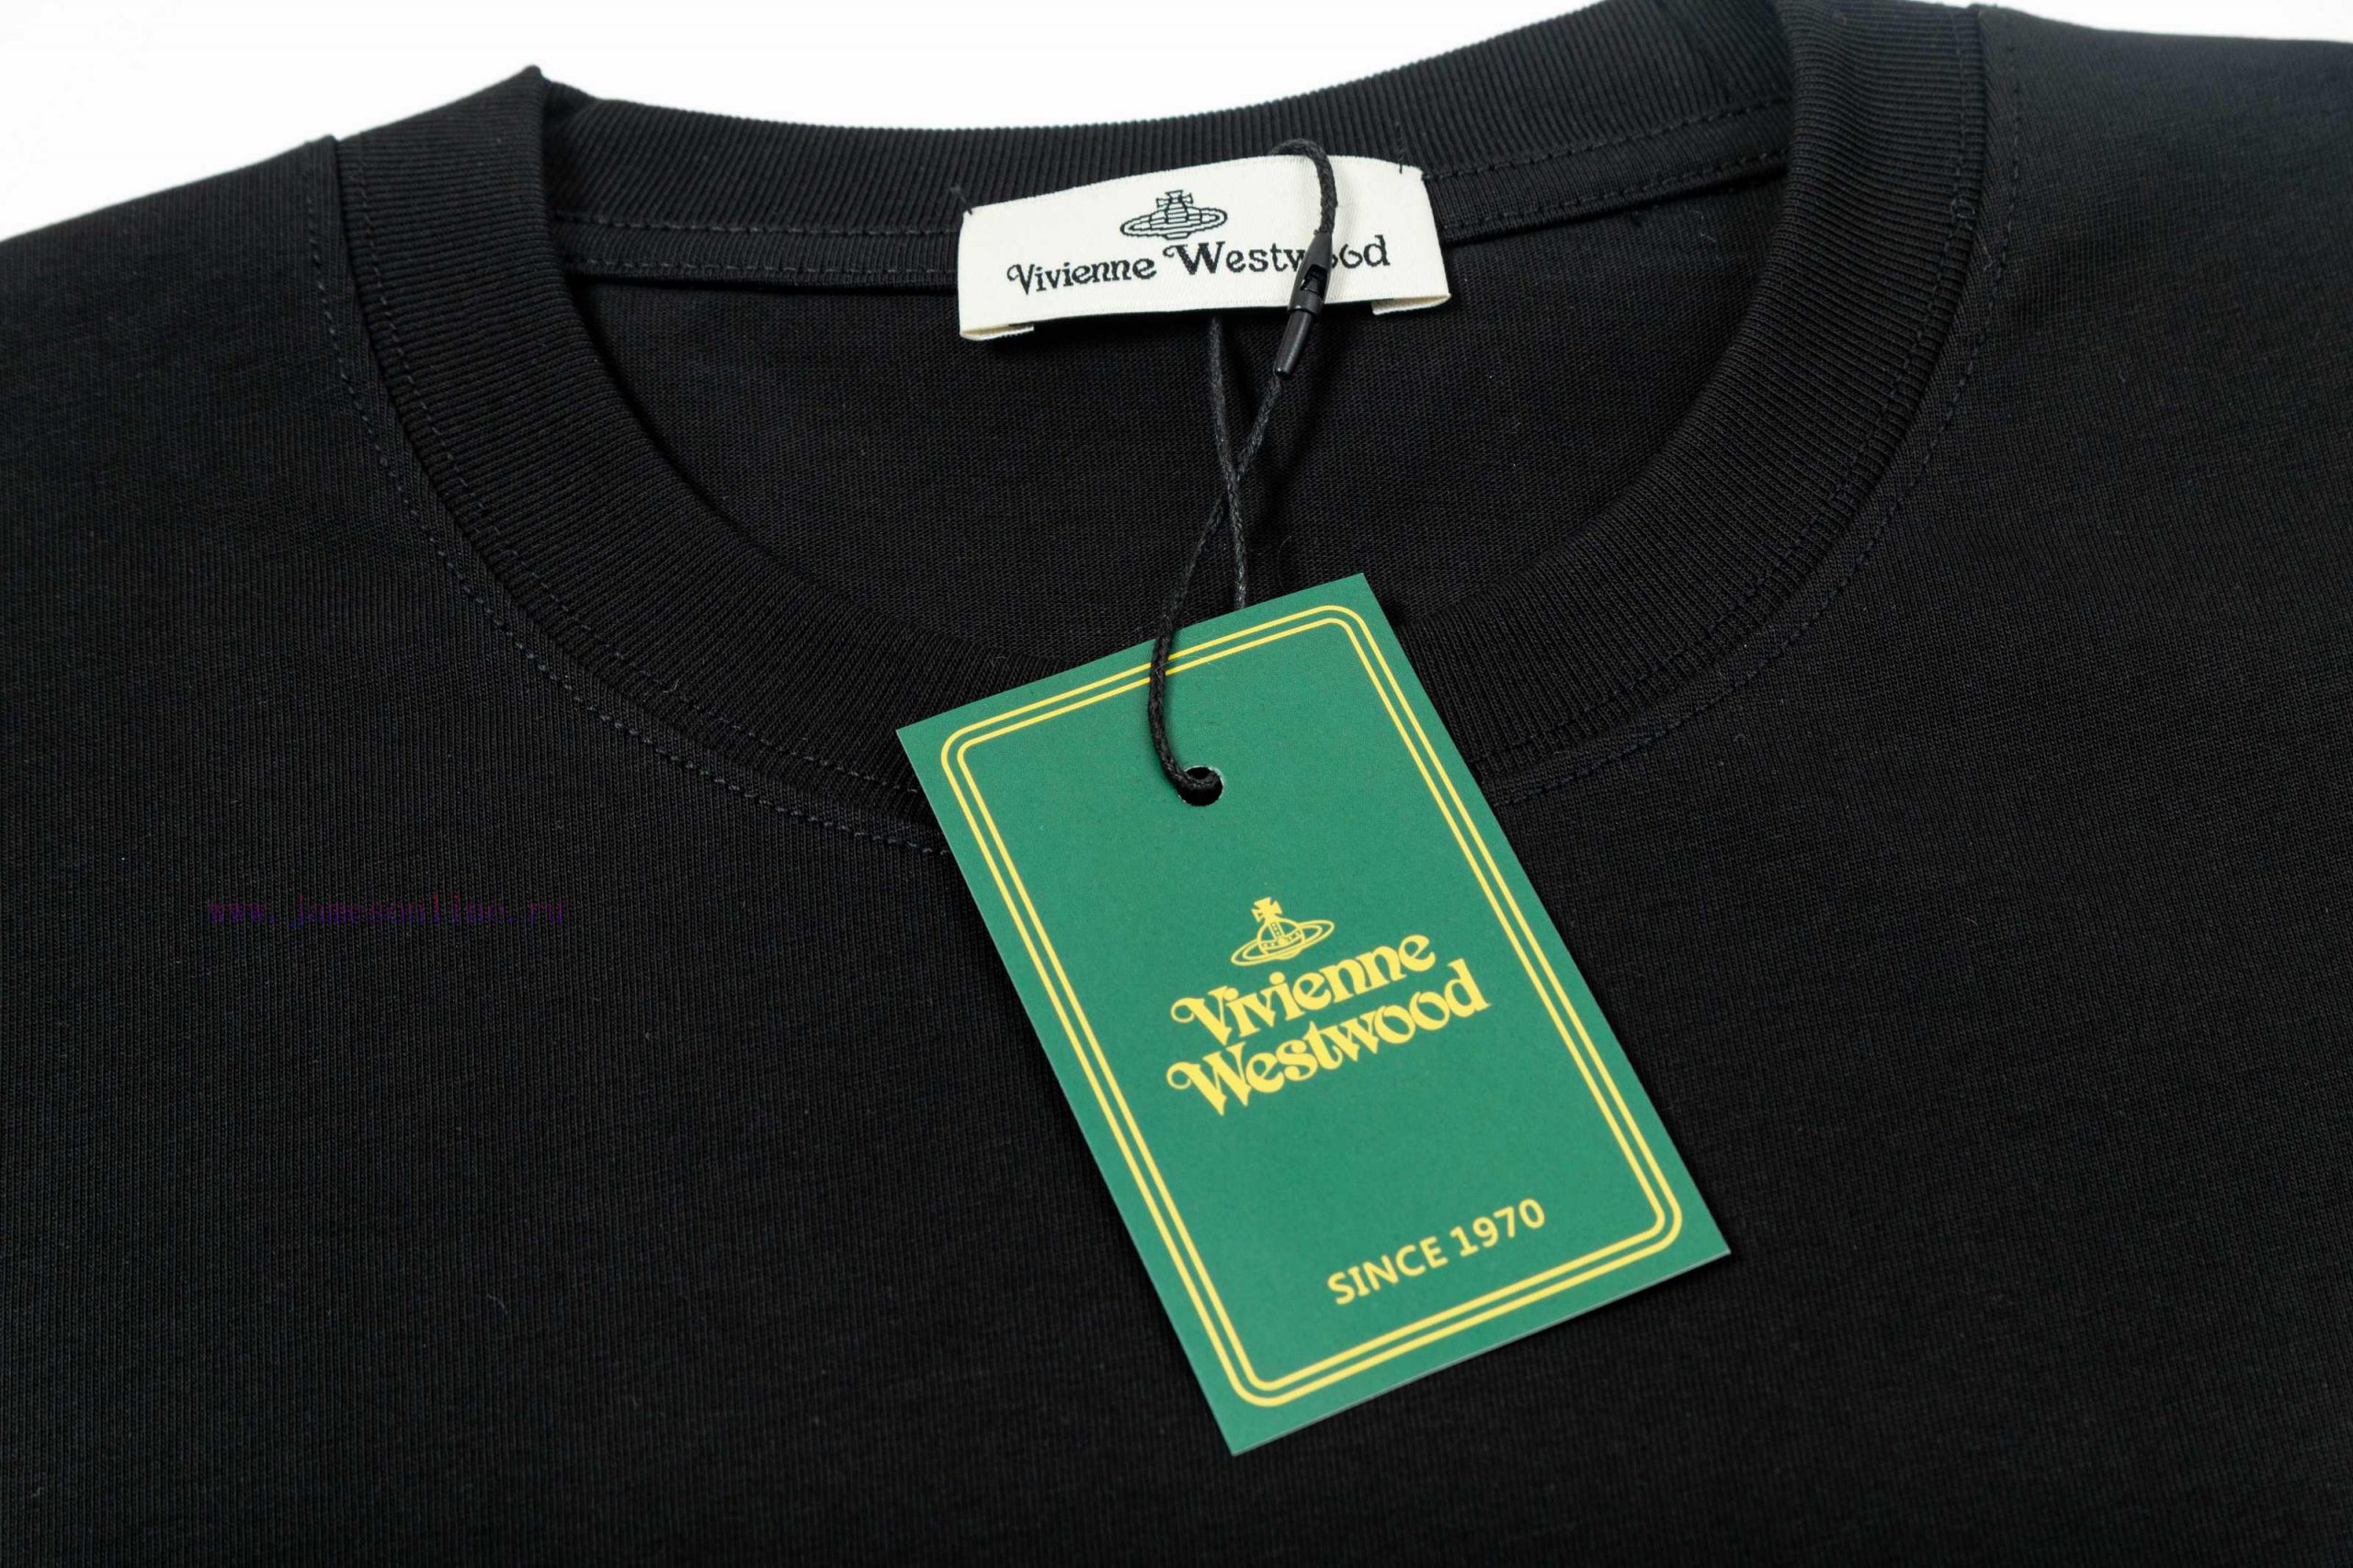 Vivienne Westwood
www.jamesonline.ru
Vivienne
Westwood
SINCE 1970